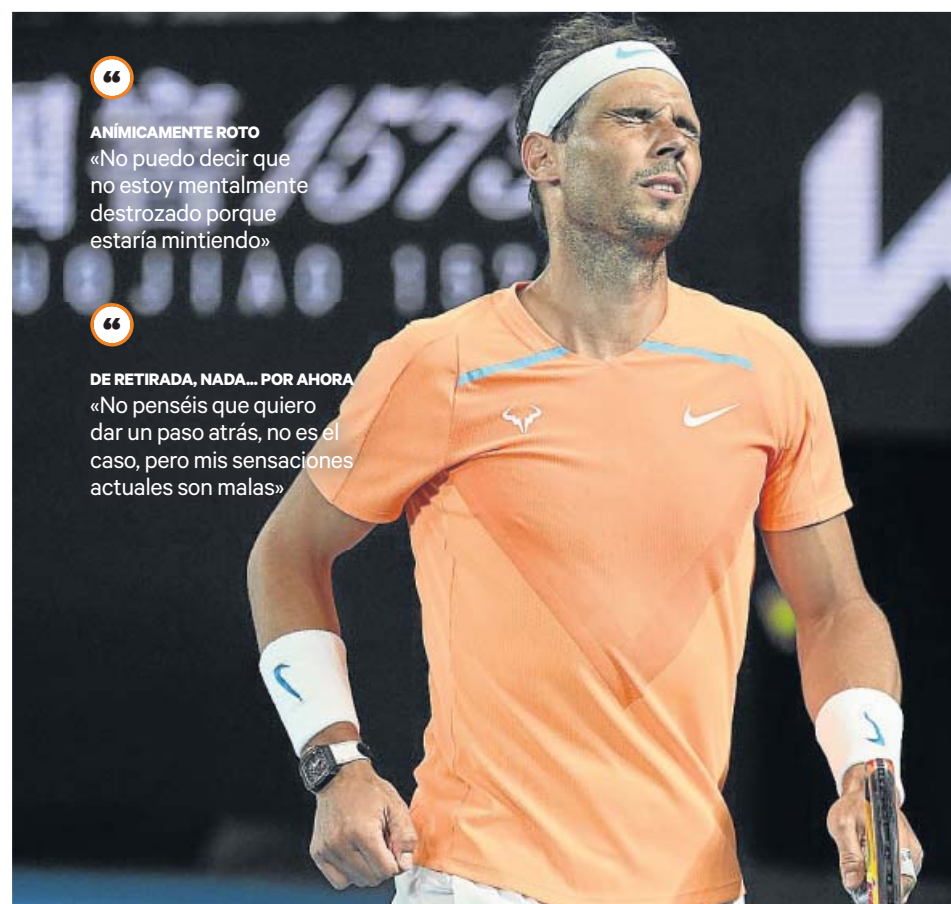 “
ANÍMICAMENTE ROTO
«No puedo decir que
no estoy mentalmente
destrozado porque
estaría mintiendo»
“
DE RETIRADA, NADA... POR AHORA
«No penséis que quiero
dar un paso atrás, no es el
caso, pero mis sensaciones
actuales son malas»
1573